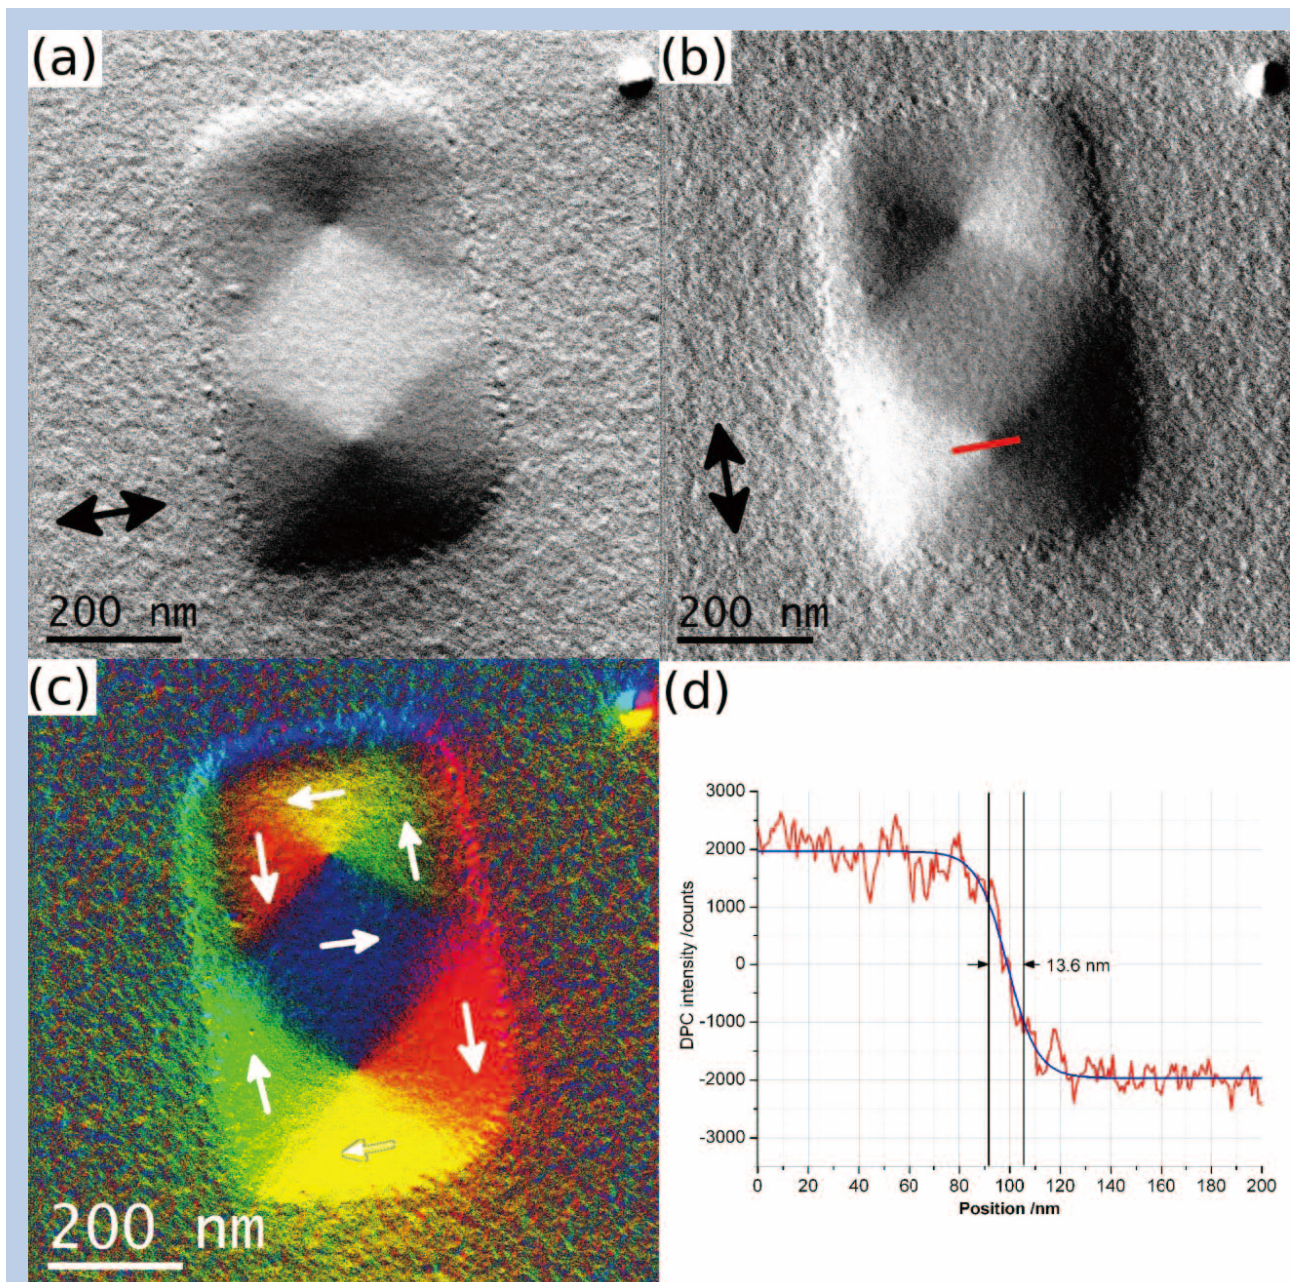 (a)
(b)
200 nm
200 nm
(c)
(d)
200 nm
3000
2000
1000
0
-1000
-2000
-3000
DPC intensity /counts
13.6 nm
0 20 40 60 80 100 120 140 160 180 200
Position /nm